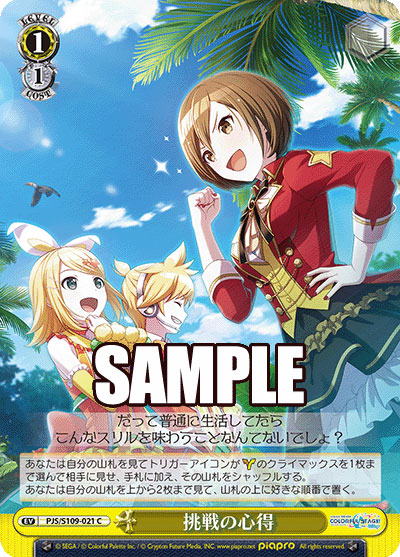 LEVEL
1
1
COST
SAMPLE
だって普通に生活してたら
こんなスリルを味わうことなんてないでしょ？
あなたは自分の山札を見てトリガーアイコンがのクライマックスを1枚
まで選んで相手に見せ、手札に加え、その山札をシャッフルする。
あなたは自分の山札を上から2枚まで見て、山札の上に好きな順番で置く。
EV PJS/S109-021 C 挑戦の心得 COLORFUL STAGE!
© SEGA / © Colorful Palette Inc. / © Crypton Future Media, INC. www.piapro.net piapro All rights reserved.